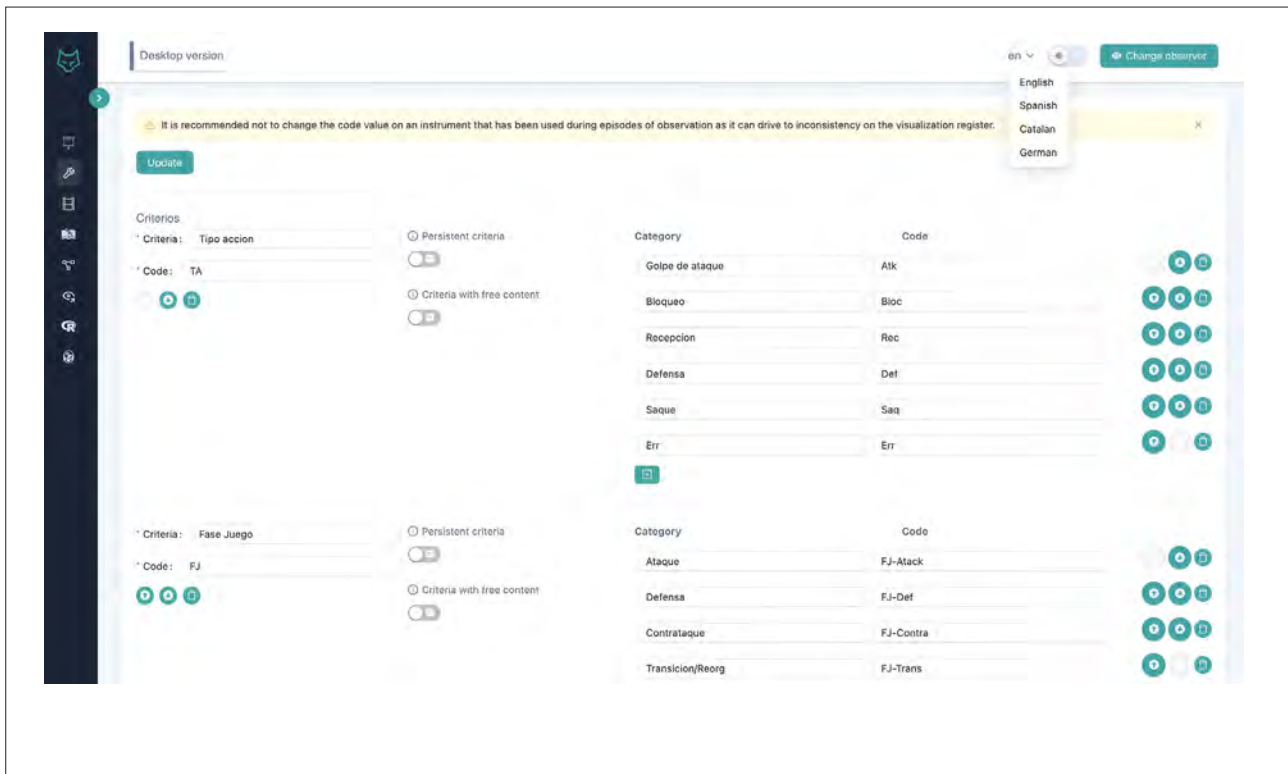 Desktop version
en
Change observer
English
Spanish
Catalan
German
It is recommended not to change the code value on an instrument that has been used during episodes of observation as it can drive to inconsistency on the visualization register.
Update
Criterios
* Criteria: Tipo accion
* Code: TA
Persistent criteria
Criteria with free content
Category Code
Golpe de ataque Atk
Bloqueo Bloc
Recepcion Rec
Defensa Def
Saque Saq
Err Err
* Criteria: Fase Juego
* Code: FJ
Persistent criteria
Criteria with free content
Category Code
Ataque FJ-Atack
Defensa FJ-Def
Contrataque FJ-Contra
Transicion/Reorg FJ-Trans